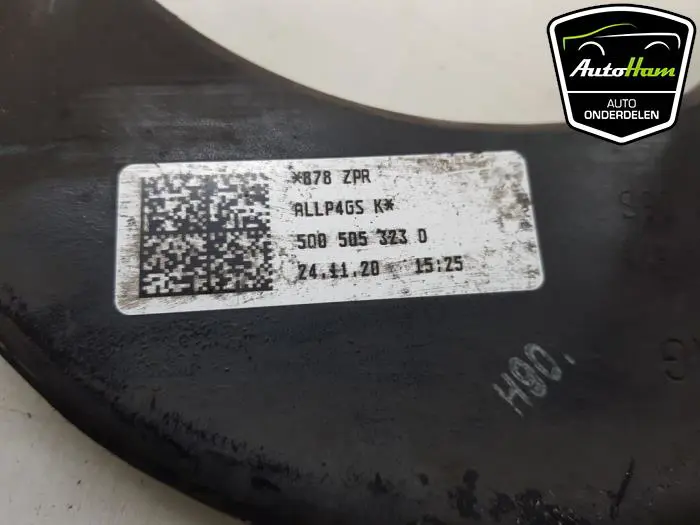 AutoHam
AUTO
ONDERDELEN
*878 ZPR
ALLP4GS K*
5Q0 505 323 D
24.11.20 15:25
H90.